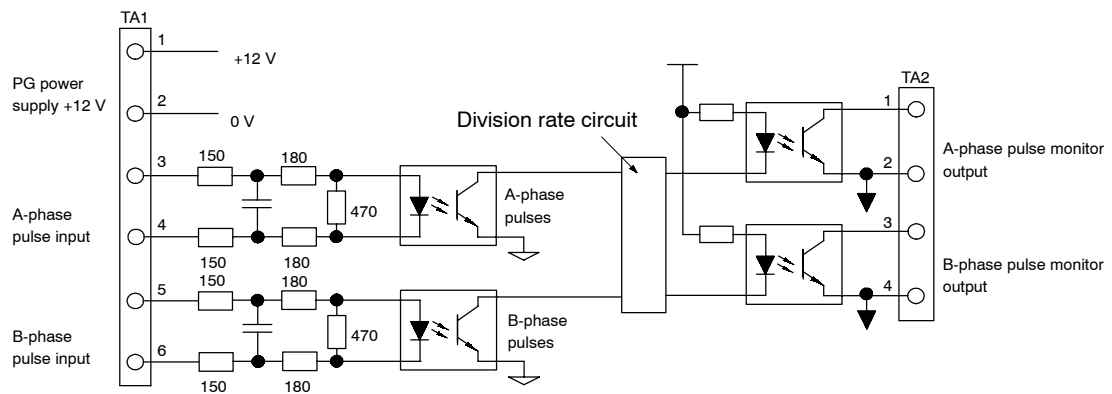 TA1
1
+12 V
PG power
supply +12 V
2
0 V
3
150
180
A-phase
pulse input
470
4
150
180
A-phase
pulses
5
150
180
B-phase
pulse input
470
6
150
180
B-phase
pulses
Division rate circuit
TA2
1
A-phase pulse monitor
output
2
3
B-phase pulse monitor
output
4